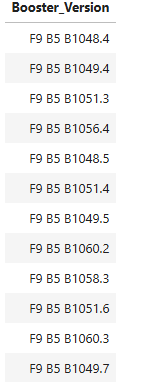 Booster_Version
F9 B5 B1048.4
F9 B5 B1049.4
F9 B5 B1051.3
F9 B5 B1056.4
F9 B5 B1048.5
F9 B5 B1051.4
F9 B5 B1049.5
F9 B5 B1060.2
F9 B5 B1058.3
F9 B5 B1051.6
F9 B5 B1060.3
F9 B5 B1049.7